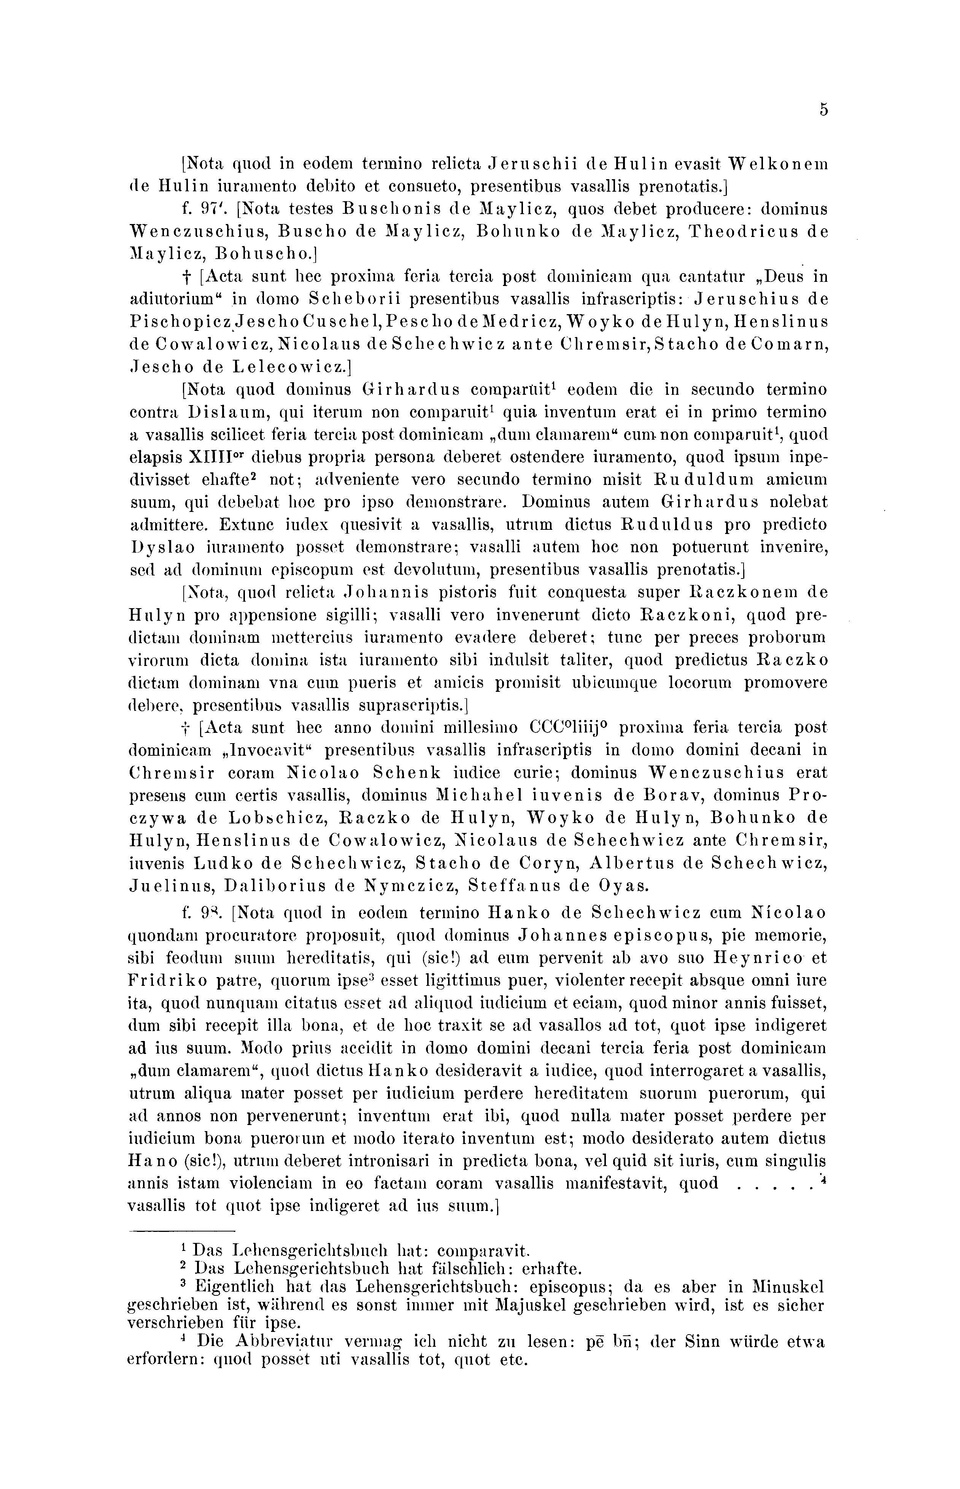 5
[Nota quod in eodem termino relicta Jeruschii de Hulin evasit Welkonem
de Hulin iuramento debito et consueto, presentibus vasallis prenotatis.]
f. 97'. [Nota testes Buschonis de Maylicz, quos debet producere: dominus
Wenczuschius, Buscho de Maylicz, Bohunko de Maylicz, Theodricus de
Maylicz, Bohuscho.]
† [Acta sunt hec proxima feria tercia post dominicam qua cantatur „Deus in
adiutorium“ in domo Scheborii presentibus vasallis infrascriptis: Jeruschius de
Pischopicz, Jescho Cuschel, Pescho de Medricz, Woyko de Hulyn, Henslinus
de Cowalowicz, Nicolaus de Schechwicz ante Chremsir, Stacho de Comarn,
Jescho de Lelecowicz.]
[Nota quod dominus Girhardus comparuit¹ eodem die in secundo termino
contra Dislaum, qui iterum non comparuit¹ quia inventum erat ei in primo termino
a vasallis scilicet feria tercia post dominicam „dum clamarem“ cum non comparuit¹, quod
elapsis XIIIIᵒʳ diebus propria persona deberet ostendere iuramento, quod ipsum inpe-
divisset ehafte² not; adveniente vero secundo termino misit Ruduldum amicum
suum, qui debebat hoc pro ipso demonstrare. Dominus autem Girhardus nolebat
admittere. Extunc iudex quesivit a vasallis, utrum dictus Ruduldus pro predicto
Dyslao iuramento posset demonstrare; vasalli autem hoc non potuerunt invenire,
sed ad dominum episcopum est devolutum, presentibus vasallis prenotatis.]
[Nota, quod relicta Johannis pistoris fuit conquesta super Raczkonem de
Hulyn pro appensione sigilli; vasalli vero invenerunt dicto Raczkoni, quod pre-
dictam dominam mettercius iuramento evadere deberet; tunc per preces proborum
virorum dicta domina ista iuramento sibi indulsit taliter, quod predictus Raczko
dictam dominam vna cum pueris et amicis promisit ubicumque locorum promovere
debere, presentibus vasallis suprascriptis.]
† [Acta sunt hec anno domini millesimo CCC⁰liiij⁰ proxima feria tercia post
dominicam „Invocavit“ presentibus vasallis infrascriptis in domo domini decani in
Chremsir coram Nicolao Schenk iudice curie; dominus Wenczuschius erat
presens cum certis vasallis, dominus Michahel iuvenis de Borav, dominus Pro-
czywa de Lobschicz, Raczko de Hulyn, Woyko de Hulyn, Bohunko de
Hulyn, Henslinus de Cowalowicz, Nicolaus de Schechwicz ante Chremsir,
iuvenis Ludko de Schechwicz, Stacho de Coryn, Albertus de Schechwicz,
Juelinus, Daliborius de Nymczicz, Steffanus de Oyas.
f. 98. [Nota quod in eodem termino Hanko de Schechwicz cum Nicolao
quondam procuratore proposuit, quod dominus Johannes episcopus, pie memorie,
sibi feodum suum hereditatis, qui (sic!) ad eum pervenit ab avo suo Heynrico et
Fridriko patre, quorum ipse³ esset ligittimus puer, violenter recepit absque omni iure
ita, quod nunquam citatus esset ad aliquod iudicium et eciam, quod minor annis fuisset,
dum sibi recepit illa bona, et de hoc traxit se ad vasallos ad tot, quot ipse indigeret
ad ius suum. Modo prius accidit in domo domini decani tercia feria post dominicam
„dum clamarem“, quod dictus Hanko desideravit a iudice, quod interrogaret a vasallis,
utrum aliqua mater posset per iudicium perdere hereditatem suorum puerorum, qui
ad annos non pervenerunt; inventum erat ibi, quod nulla mater posset perdere per
iudicium bona puerorum et modo iterato inventum est; modo desiderato autem dictus
Hano (sic!), utrum deberet intronisari in predicta bona, vel quid sit iuris, cum singulis
annis istam violenciam in eo factam coram vasallis manifestavit, quod . . . . . ⁴
vasallis tot quot ipse indigeret ad ius suum.]
¹ Das Lehensgerichtsbuch hat: comparavit.
² Das Lehensgerichtsbuch hat fälschlich: erhafte.
³ Eigentlich hat das Lehensgerichtsbuch: episcopus; da es aber in Minuskel
geschrieben ist, während es sonst immer mit Majuskel geschrieben wird, ist es sicher
verschrieben für ipse.
⁴ Die Abbreviatur vermag ich nicht zu lesen: pē bn̄; der Sinn würde etwa
erfordern: quod posset uti vasallis tot, quot etc.